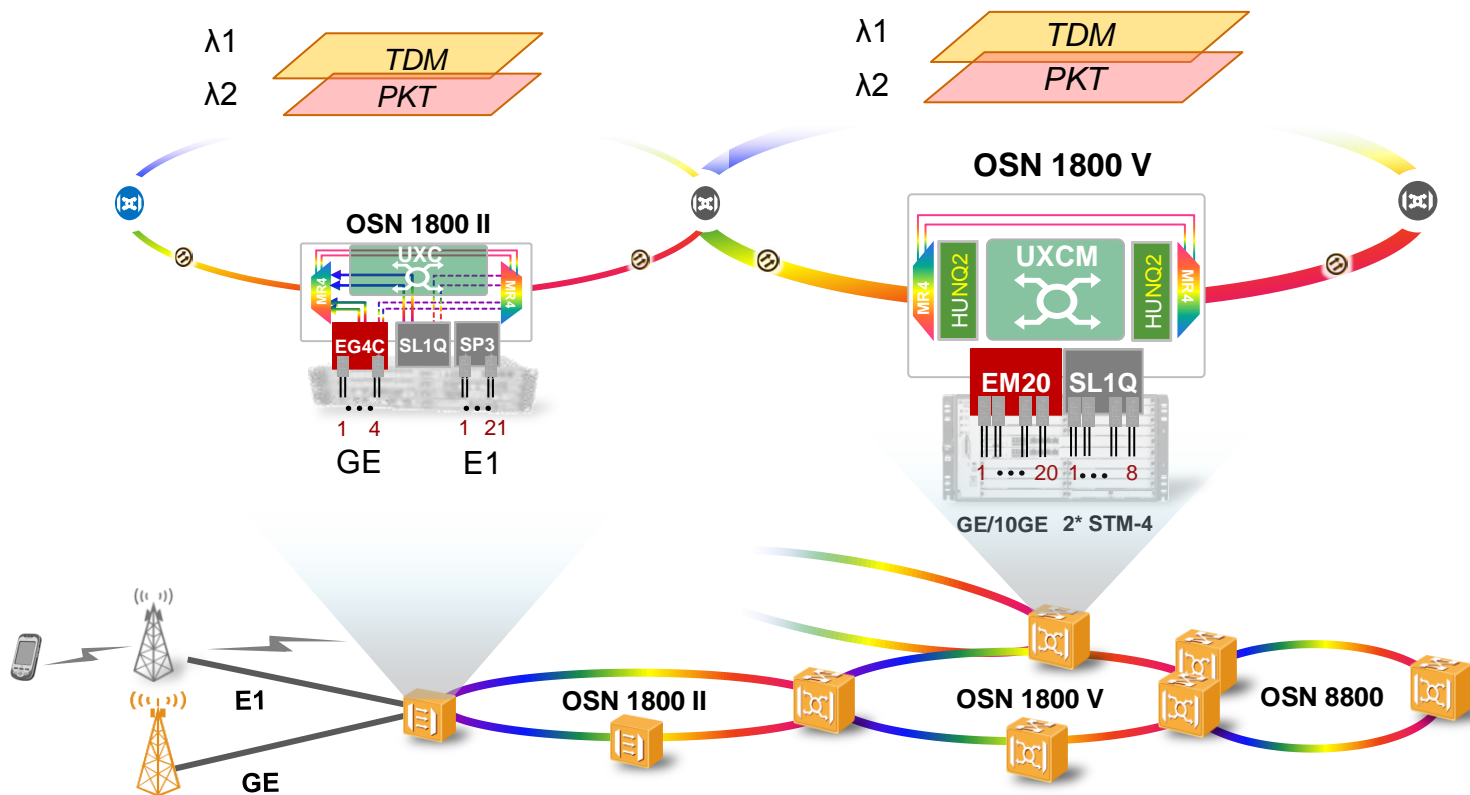 λ1
TDM
λ2
PKT
λ1
TDM
λ2
PKT
OSN 1800 II
UXC
MR4
MR4
EG4C
SL1Q
SP3
1 ••• 4
1 ••• 21
GE
E1
OSN 1800 V
MR4
HUNQ2
UXCM
HUNQ2
MR4
EM20
SL1Q
1 ••• 20
1 ••• 8
GE/10GE
2* STM-4
E1
GE
OSN 1800 II
OSN 1800 V
OSN 8800
M
M
M
M
M
M